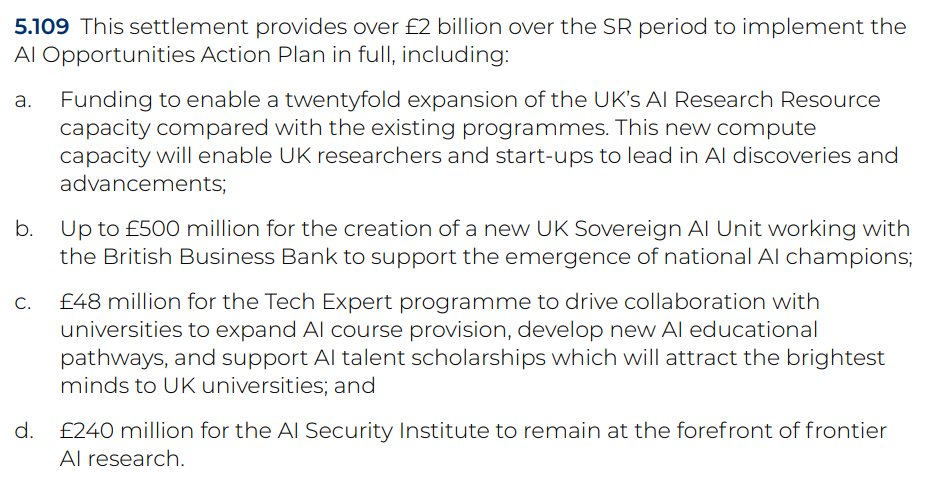 5.109 This settlement provides over £2 billion over the SR period to implement the
AI Opportunities Action Plan in full, including:
a. Funding to enable a twentyfold expansion of the UK’s AI Research Resource
capacity compared with the existing programmes. This new compute
capacity will enable UK researchers and start-ups to lead in AI discoveries and
advancements;
b. Up to £500 million for the creation of a new UK Sovereign AI Unit working with
the British Business Bank to support the emergence of national AI champions;
c. £48 million for the Tech Expert programme to drive collaboration with
universities to expand AI course provision, develop new AI educational
pathways, and support AI talent scholarships which will attract the brightest
minds to UK universities; and
d. £240 million for the AI Security Institute to remain at the forefront of frontier
AI research.